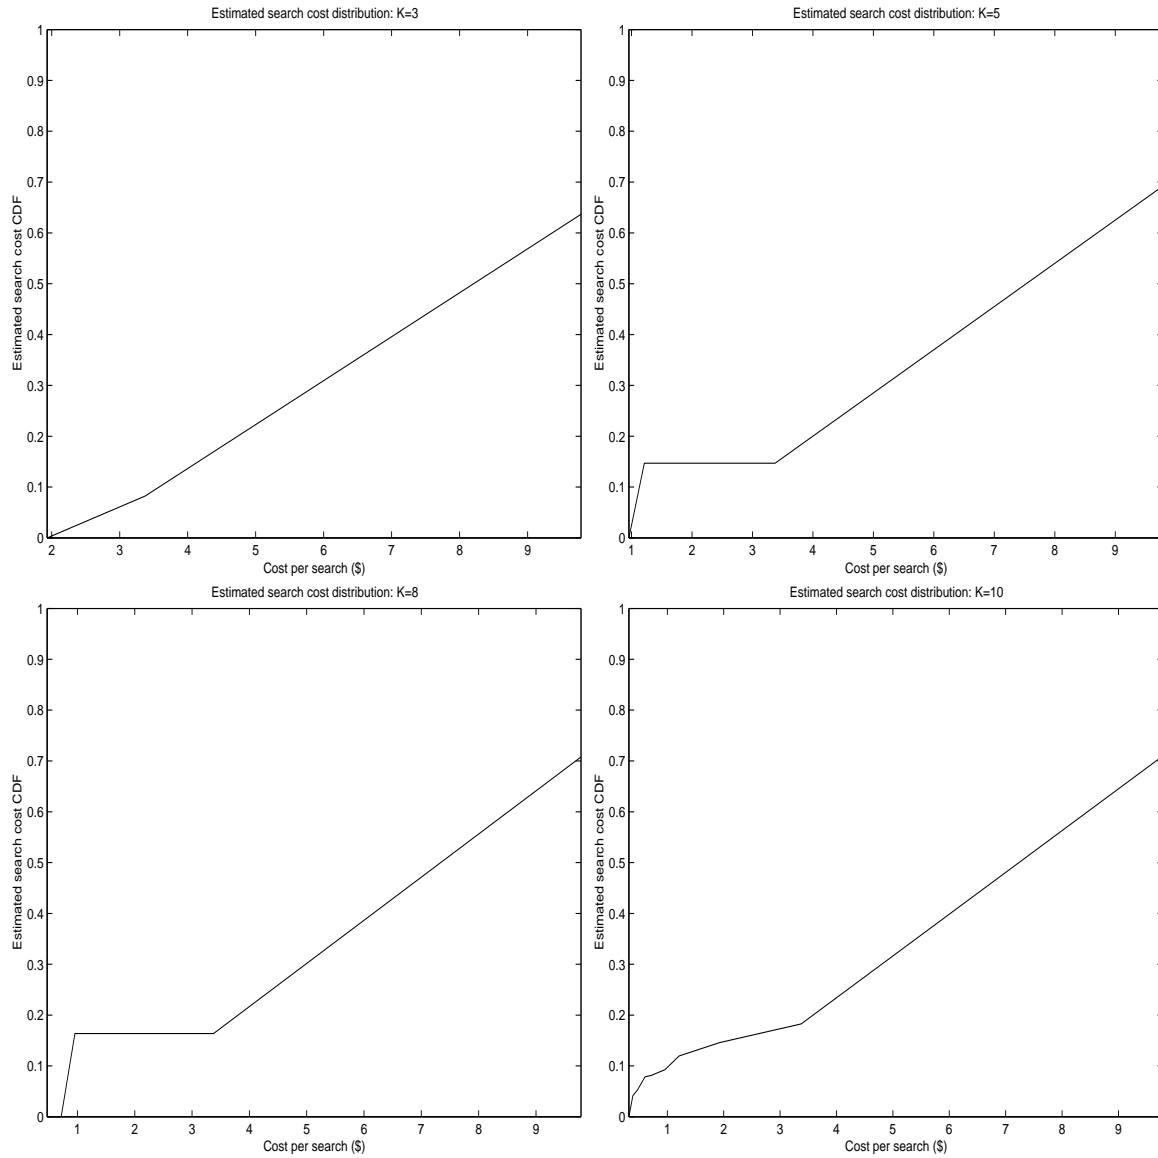 Estimated search cost distribution: K=3
Estimated search cost CDF
1
0.9
0.8
0.7
0.6
0.5
0.4
0.3
0.2
0.1
0
2 3 4 5 6 7 8 9
Cost per search ($)
Estimated search cost distribution: K=5
Estimated search cost CDF
1
0.9
0.8
0.7
0.6
0.5
0.4
0.3
0.2
0.1
0
1 2 3 4 5 6 7 8 9
Cost per search ($)
Estimated search cost distribution: K=8
Estimated search cost CDF
1
0.9
0.8
0.7
0.6
0.5
0.4
0.3
0.2
0.1
0
1 2 3 4 5 6 7 8 9
Cost per search ($)
Estimated search cost distribution: K=10
Estimated search cost CDF
1
0.9
0.8
0.7
0.6
0.5
0.4
0.3
0.2
0.1
0
1 2 3 4 5 6 7 8 9
Cost per search ($)